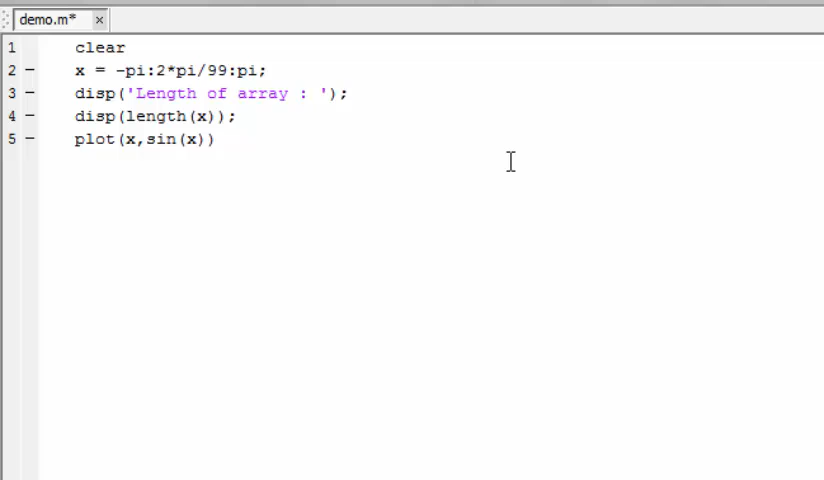 demo.m* ×
1 clear
2 – x = -pi:2*pi/99:pi;
3 – disp('Length of array : ');
4 – disp(length(x));
5 – plot(x,sin(x))